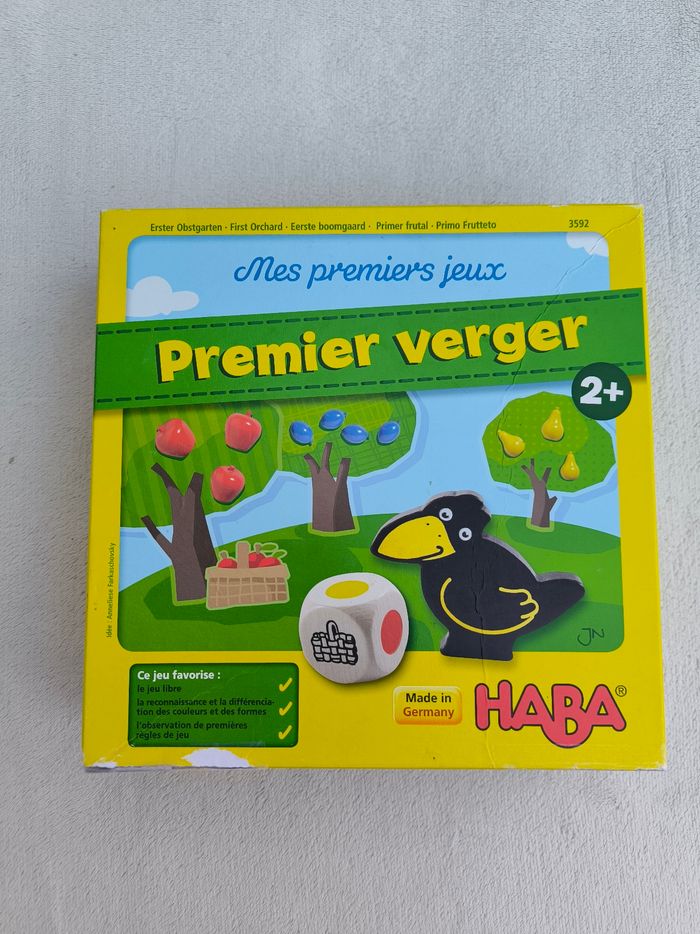 Erster Obstgarten · First Orchard · Eerste boomgaard · Primer frutal · Primo Frutteto
3592
Mes premiers jeux
Premier verger
2+
Idée : Anneliese Farkaschovsky
JN
Ce jeu favorise :
le jeu libre
la reconnaissance et la différencia-
tion des couleurs et des formes
l'observation de premières
règles de jeu
Made in
Germany
HABA®